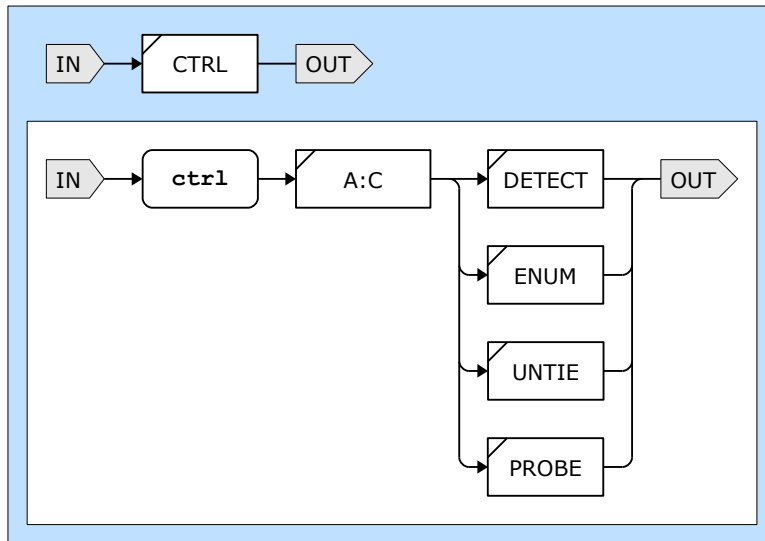 IN CTRL OUT
IN ctrl A:C DETECT OUT
ENUM
UNTIE
PROBE